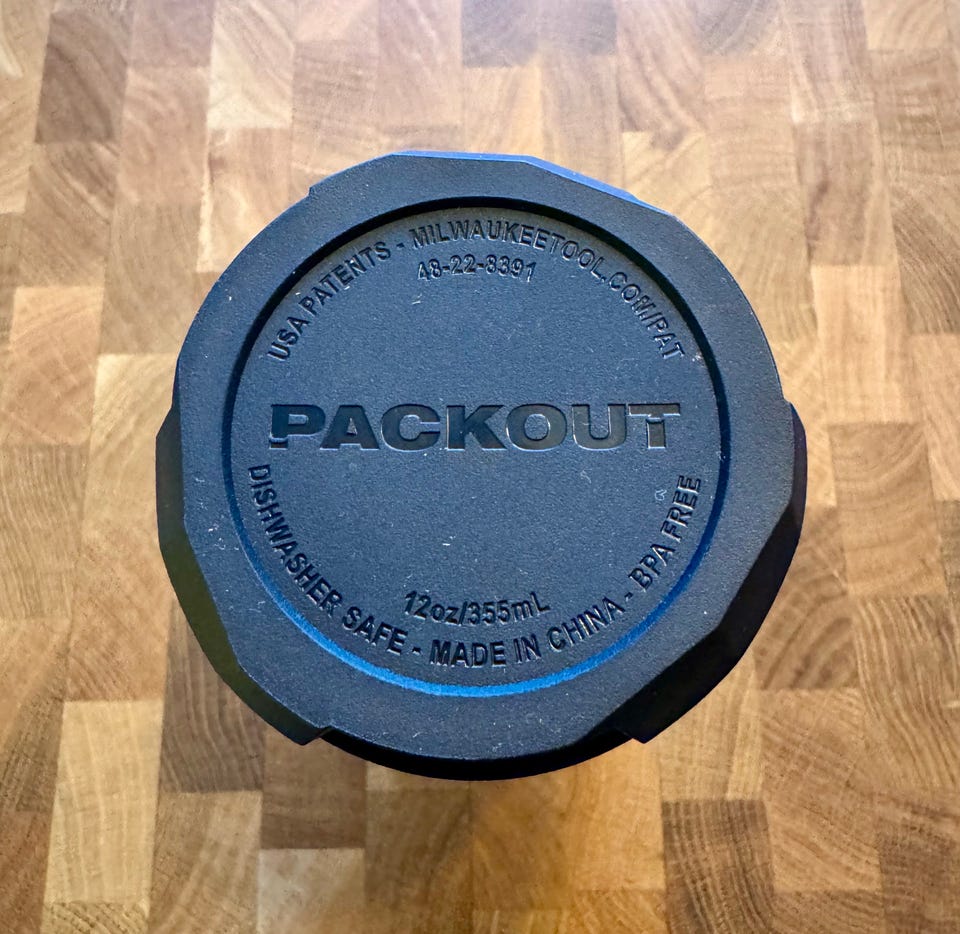 USA PATENTS - MILWAUKEETOOL.COM/PAT
48-22-8391
PACKOUT
12oz/355mL
DISHWASHER SAFE - MADE IN CHINA - BPA FREE